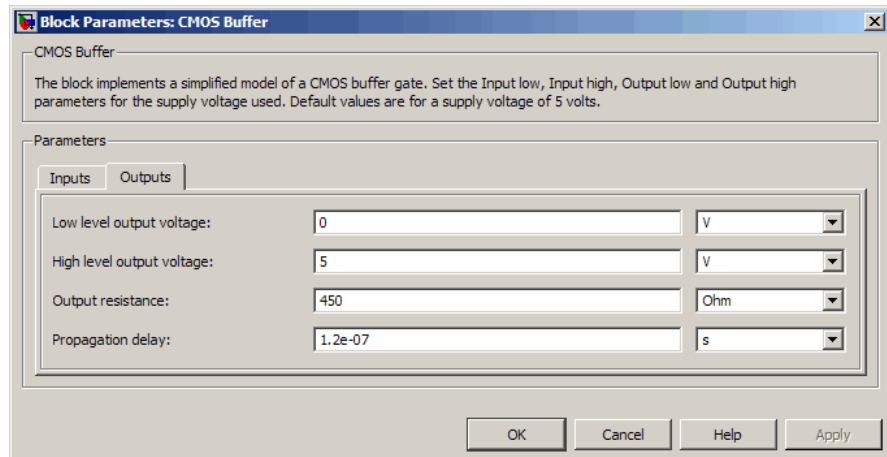 Block Parameters: CMOS Buffer
CMOS Buffer
The block implements a simplified model of a CMOS buffer gate. Set the Input low, Input high, Output low and Output high
parameters for the supply voltage used. Default values are for a supply voltage of 5 volts.
Parameters
Inputs Outputs
Low level output voltage: 0 V
High level output voltage: 5 V
Output resistance: 450 Ohm
Propagation delay: 1.2e-07 s
OK Cancel Help Apply